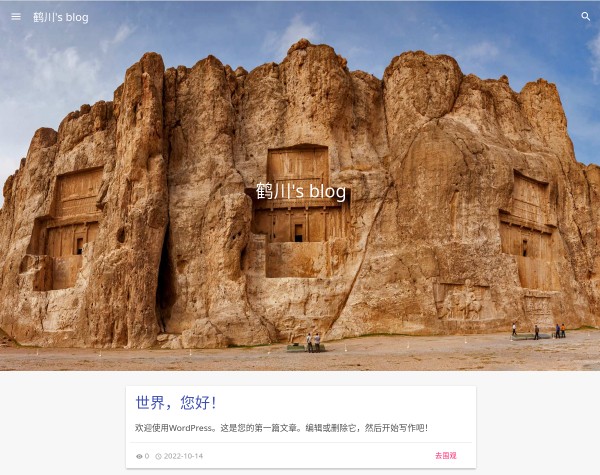 鹤川's blog
鹤川's blog
世界，您好！
欢迎使用WordPress。这是您的第一篇文章。编辑或删除它，然后开始写作吧！
0 2022-10-14 去围观